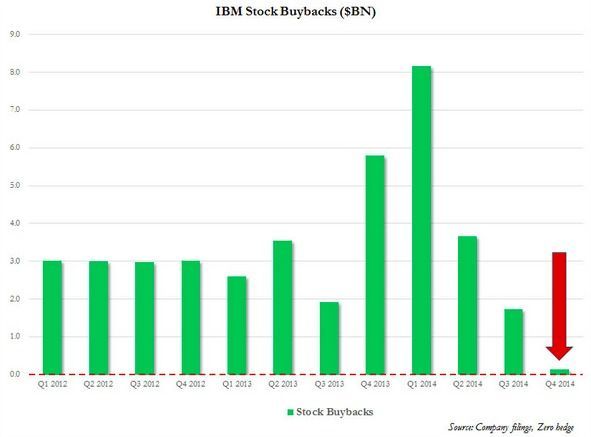 IBM Stock Buybacks ($BN)
9.0
8.0
7.0
6.0
5.0
4.0
3.0
2.0
1.0
0.0
Q1 2012 Q2 2012 Q3 2012 Q4 2012 Q1 2013 Q2 2013 Q3 2013 Q4 2013 Q1 2014 Q2 2014 Q3 2014 Q4 2014
Stock Buybacks
Source: Company filings, Zero hedge